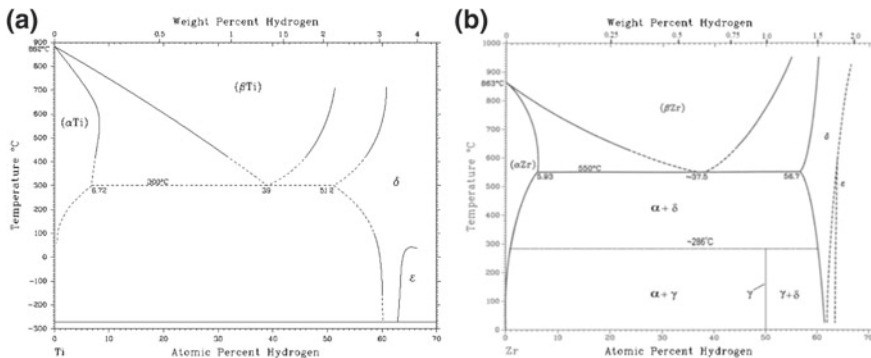 (a)
Weight Percent Hydrogen
0 0.5 1 1.5 2 3 4
Temperature °C
900
800
700
600
500
400
300
200
100
0
-100
-200
-300
882°C
(αTi)
(βTi)
300°C
6.72
39
δ
ε
0 10 20 30 40 50 60 70
Ti
Atomic Percent Hydrogen
(b)
Weight Percent Hydrogen
0 0.25 0.5 0.75 1.0 1.5 2.0
Temperature °C
1000
900
800
700
600
500
400
300
200
100
0
863°C
(αZr)
(βZr)
550°C
5.93
~37.5
56.7
δ
ε
α+δ
~286°C
α+γ
γ
γ+δ
0 10 20 30 40 50 60 70
Zr
Atomic Percent Hydrogen